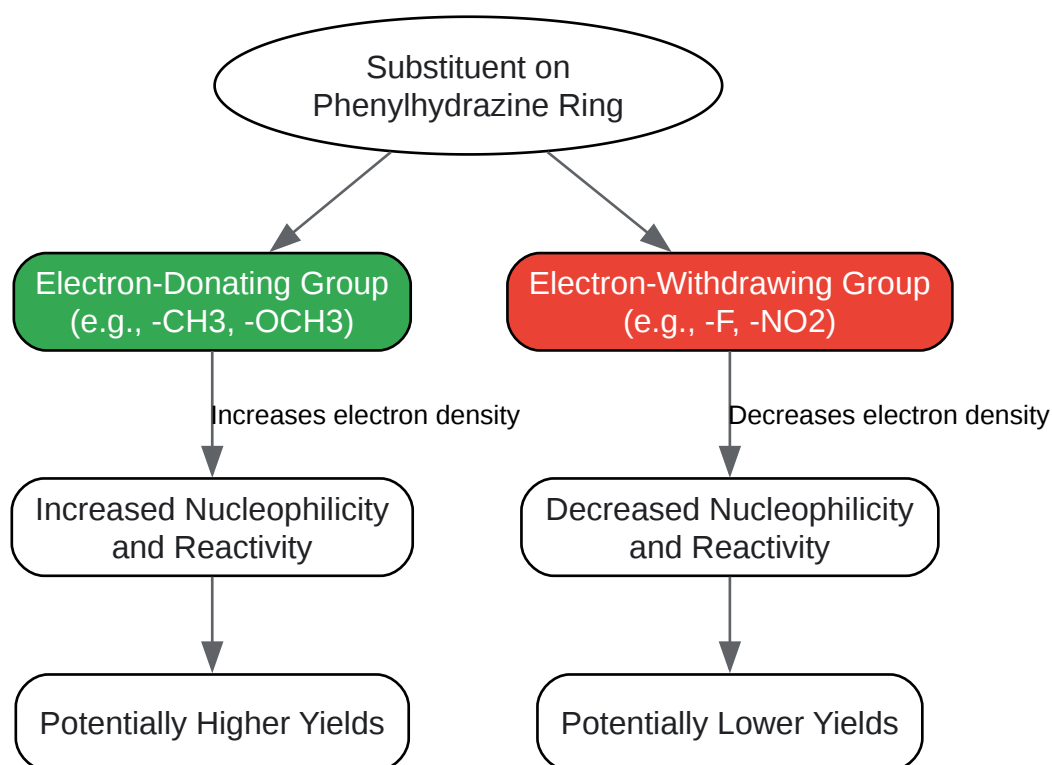 Substituent on
Phenylhydrazine Ring
Electron-Donating Group
(e.g., -CH3, -OCH3)
Electron-Withdrawing Group
(e.g., -F, -NO2)
Increases electron density
Decreases electron density
Increased Nucleophilicity
and Reactivity
Decreased Nucleophilicity
and Reactivity
Potentially Higher Yields
Potentially Lower Yields